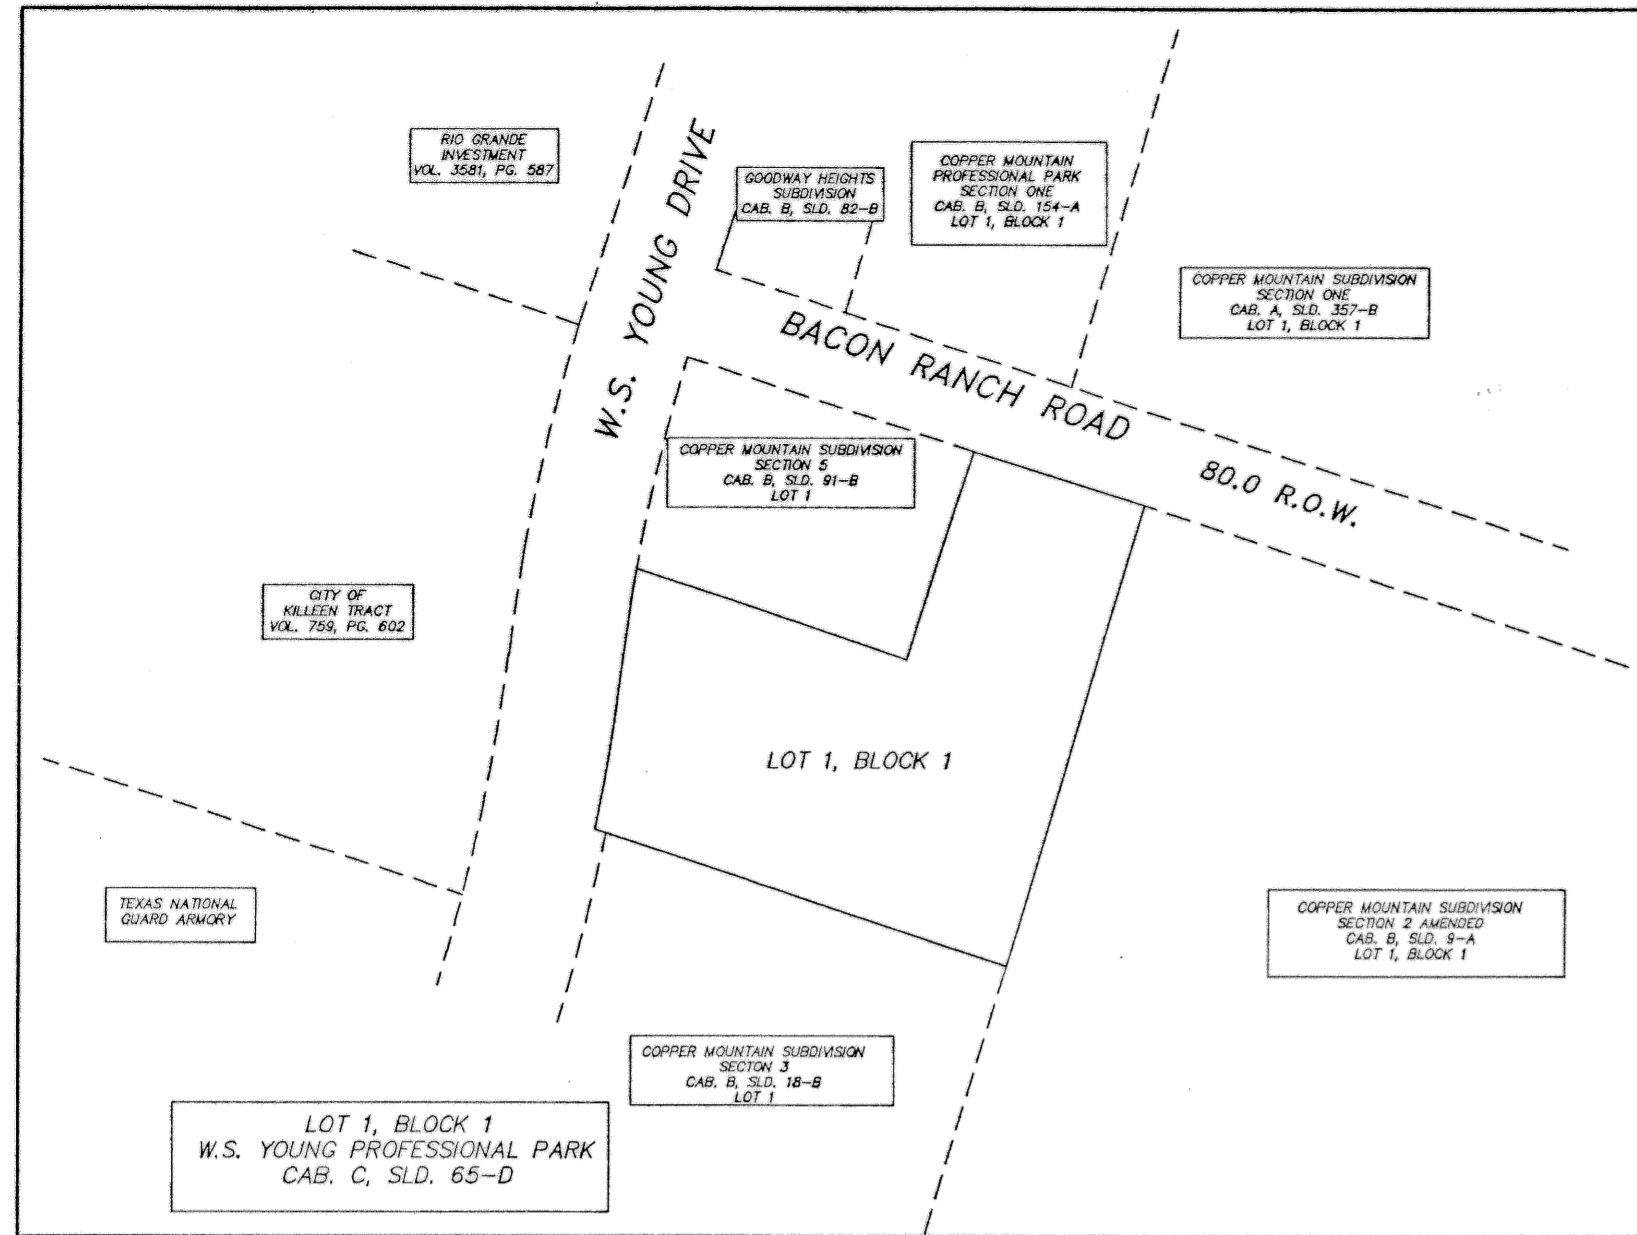 RIO GRANDE
INVESTMENT
VOL. 3581, PG. 587
W.S. YOUNG DRIVE
GOODWAY HEIGHTS
SUBDIVISION
CAB. B, SLD. 82-B
COPPER MOUNTAIN
PROFESSIONAL PARK
SECTION ONE
CAB. B, SLD. 154-A
LOT 1, BLOCK 1
COPPER MOUNTAIN SUBDIVISION
SECTION ONE
CAB. A, SLD. 357-B
LOT 1, BLOCK 1
BACON RANCH ROAD
80.0 R.O.W.
COPPER MOUNTAIN SUBDIVISION
SECTION 5
CAB. B, SLD. 91-B
LOT 1
CITY OF
KILLEEN TRACT
VOL. 759, PG. 602
LOT 1, BLOCK 1
TEXAS NATIONAL
GUARD ARMORY
COPPER MOUNTAIN SUBDIVISION
SECTION 2 AMENDED
CAB. B, SLD. 9-A
LOT 1, BLOCK 1
COPPER MOUNTAIN SUBDIVISION
SECTON 3
CAB. B, SLD. 18-B
LOT 1
LOT 1, BLOCK 1
W.S. YOUNG PROFESSIONAL PARK
CAB. C, SLD. 65-D